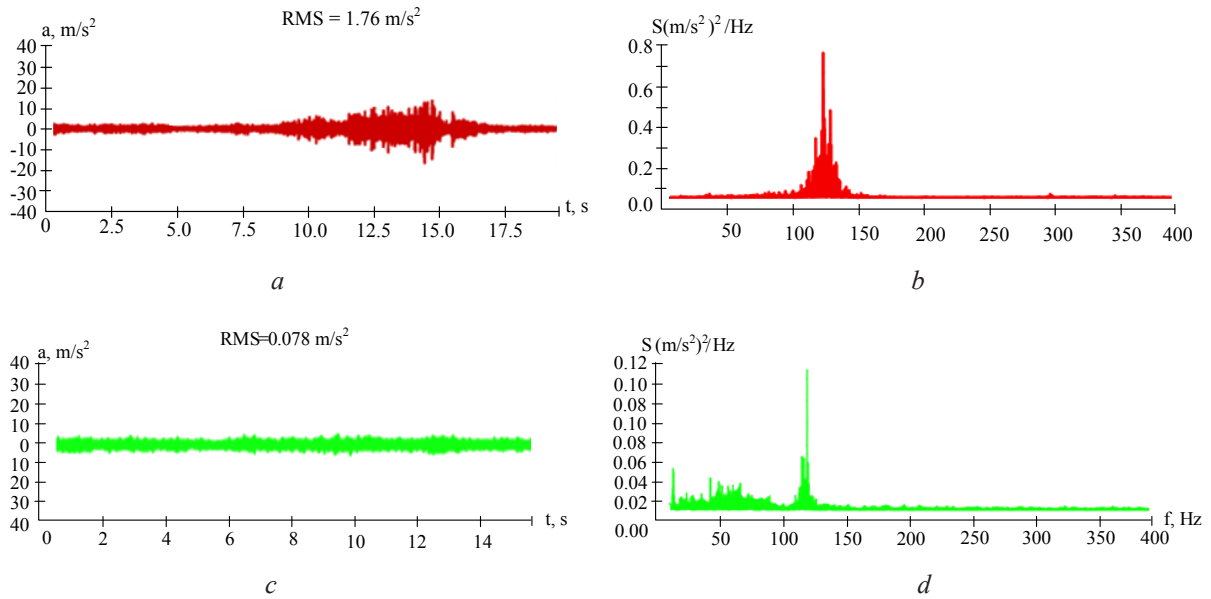 RMS = 1.76 m/s²
a, m/s²
40
30
20
10
0
-10
-20
-30
-40
0 2.5 5.0 7.5 10.0 12.5 15.0 17.5
t, s
a
S(m/s²)²/Hz
0.8
0.6
0.4
0.2
0.0
50 100 150 200 250 300 350 400
b
RMS=0.078 m/s²
a, m/s²
40
30
20
10
0
10
20
30
40
0 2 4 6 8 10 12 14
t, s
c
S (m/s²)²/Hz
0.12
0.10
0.08
0.10
0.08
0.06
0.04
0.02
0.00
50 100 150 200 250 300 350 400
f, Hz
d